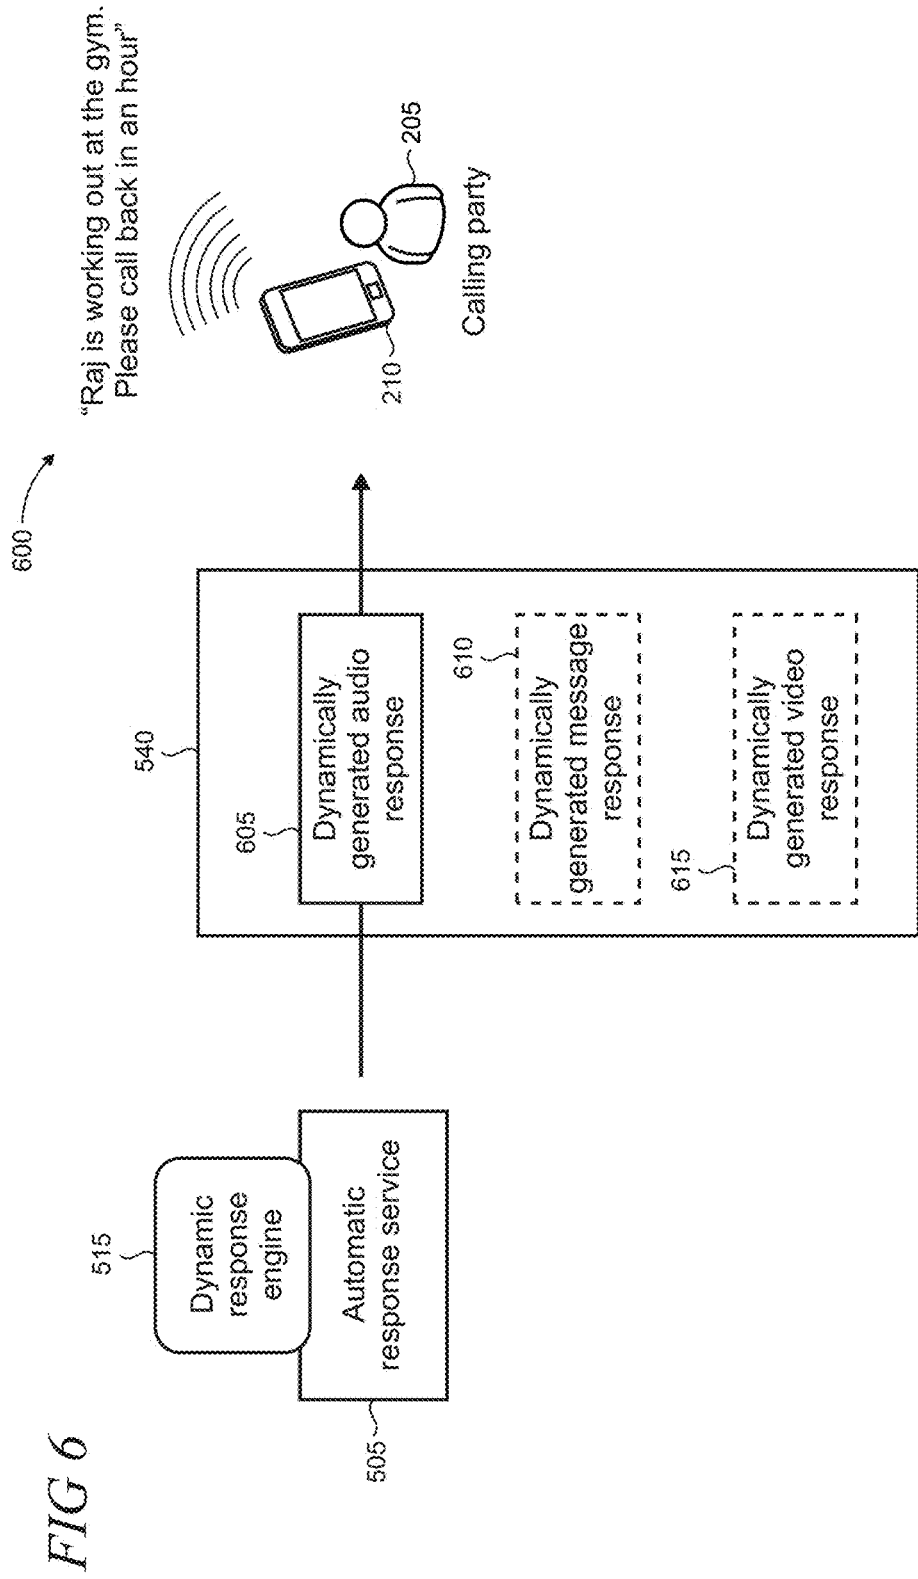 FIG 6
600
"Raj is working out at the gym.
Please call back in an hour"
515
Dynamic
response
engine
505
Automatic
response service
540
605
Dynamically
generated audio
response
610
Dynamically
generated message
response
615
Dynamically
generated video
response
210
205
Calling party